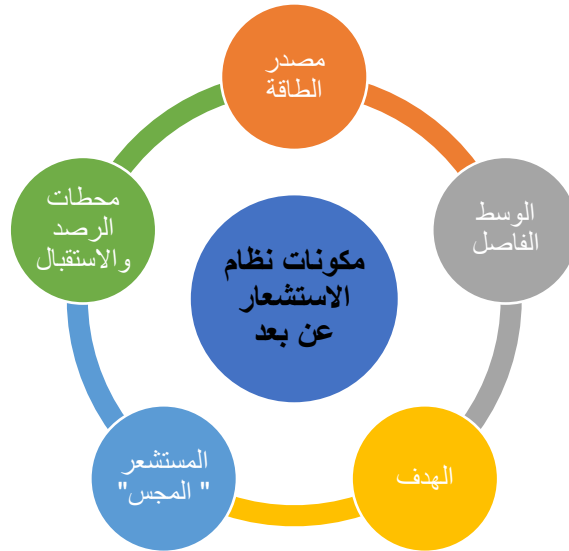 مصدر
الطاقة
الوسط
الفاصل
الهدف
المستشعر
" المجس"
محطات
الرصد
والاستقبال
مكونات نظام
الاستشعار
عن بعد